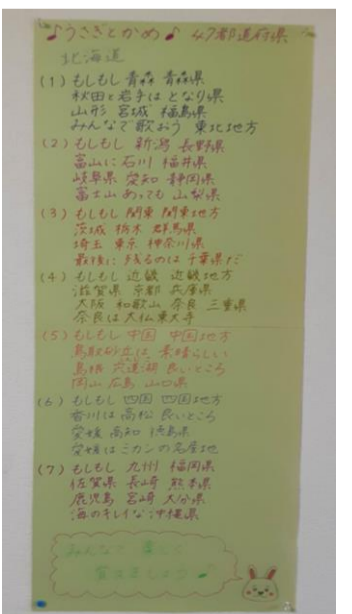 ♪うさぎとかめ♪ 47都道府県
北海道
(1) もしもし 青森 青森県
秋田と岩手は となり県
山形 宮城 福島県
みんなで歌おう 東北地方
(2) もしもし 新潟 長野県
富山に 石川 福井県
岐阜県 愛知 静岡県
富士山 あっても 山梨県
(3) もしもし 関東 関東地方
茨城 栃木 群馬県
埼玉 東京 神奈川県
最後に 残るのは 千葉県だ
(4) もしもし 近畿 近畿地方
滋賀県 京都 兵庫県
大阪 和歌山 奈良 三重県
奈良は 大仏 東大寺
(5) もしもし 中国 中国地方
鳥取砂丘は 素晴らしい
島根 宍道湖 良いところ
岡山 広島 山口県
(6) もしもし 四国 四国地方
香川は 高松 良いところ
愛媛 高知 徳島県
愛媛は ミカンの 名産地
(7) もしもし 九州 福岡県
佐賀県 長崎 熊本県
鹿児島 宮崎 大分県
海のキレイな 沖縄県
みんなで 楽しく